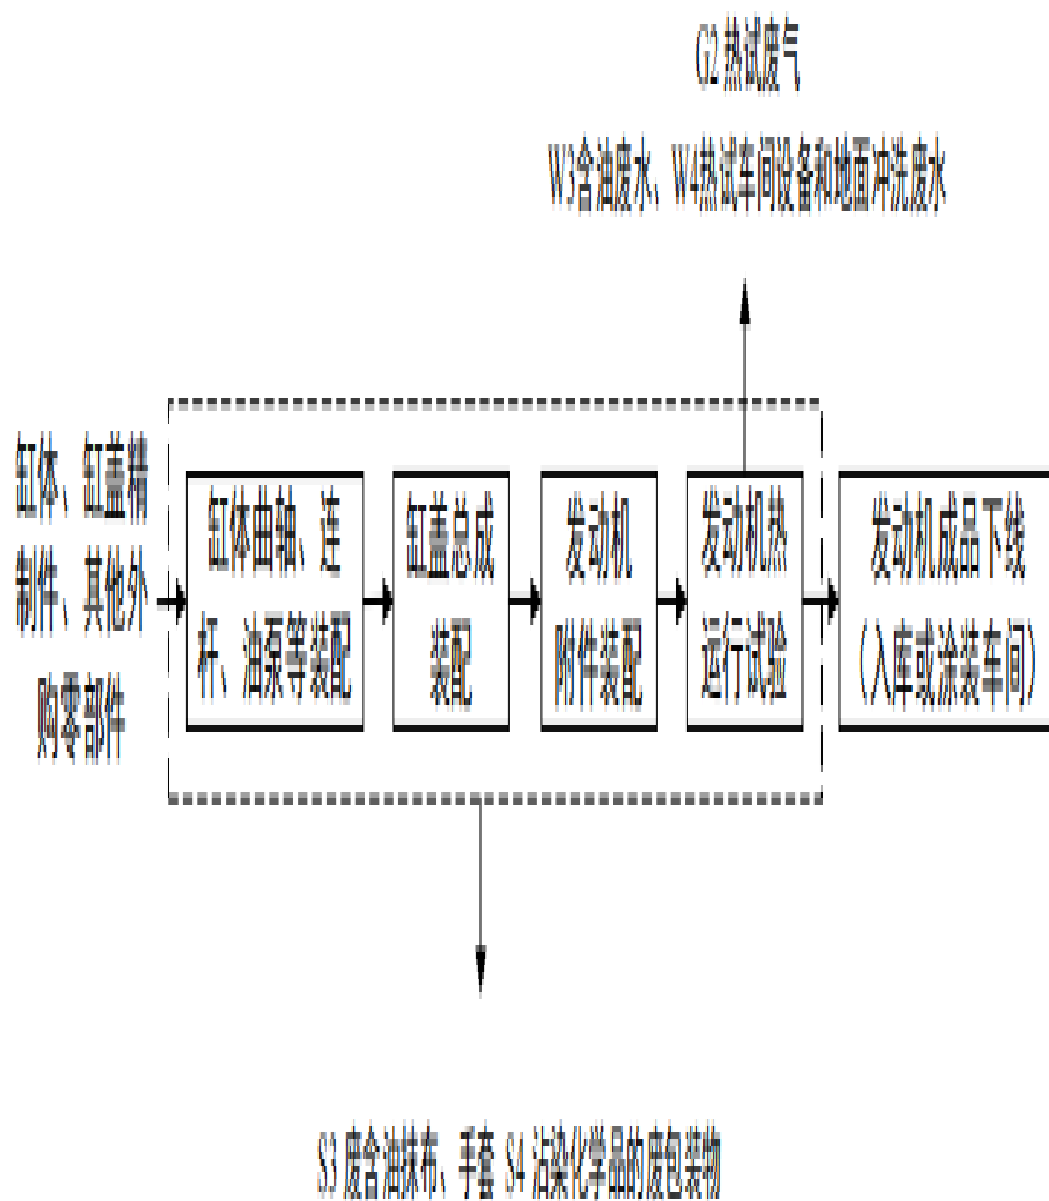 G2热试废气
W3含油废水、W4热试车间设备和地面冲洗废水
缸体、缸盖精
制件、其他外
购零部件
缸体曲轴、连
杆、油泵等装配
缸盖总成
装配
发动机
附件装配
发动机热
运行试验
发动机成品下线
（入库或涂装车间）
S3 废含油抹布、手套 S4 沾染化学品的废包装物